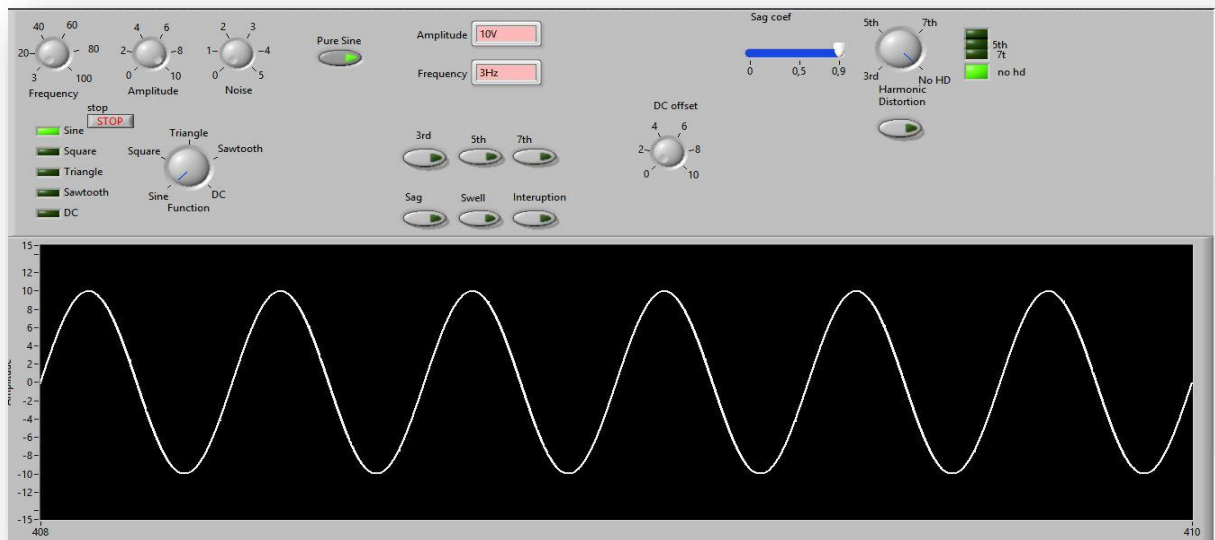 40 60
20 80
3 100
Frequency
4 6
2 8
0 10
Amplitude
2 3
1 4
0 5
Noise
Pure Sine
Amplitude 10V
Frequency 3Hz
Sag coef
0 0,5 0,9
5th 7th
3rd No HD
Harmonic
Distortion
5th
7t
no hd
stop
STOP
Sine
Square
Triangle
Sawtooth
DC
Triangle
Square Sawtooth
Sine DC
Function
3rd 5th 7th
Sag Swell Interuption
DC offset
4 6
2 8
0 10
Amplitude
15
12
10
8
6
4
2
0
-2
-4
-6
-8
-10
-12
-15
408 410